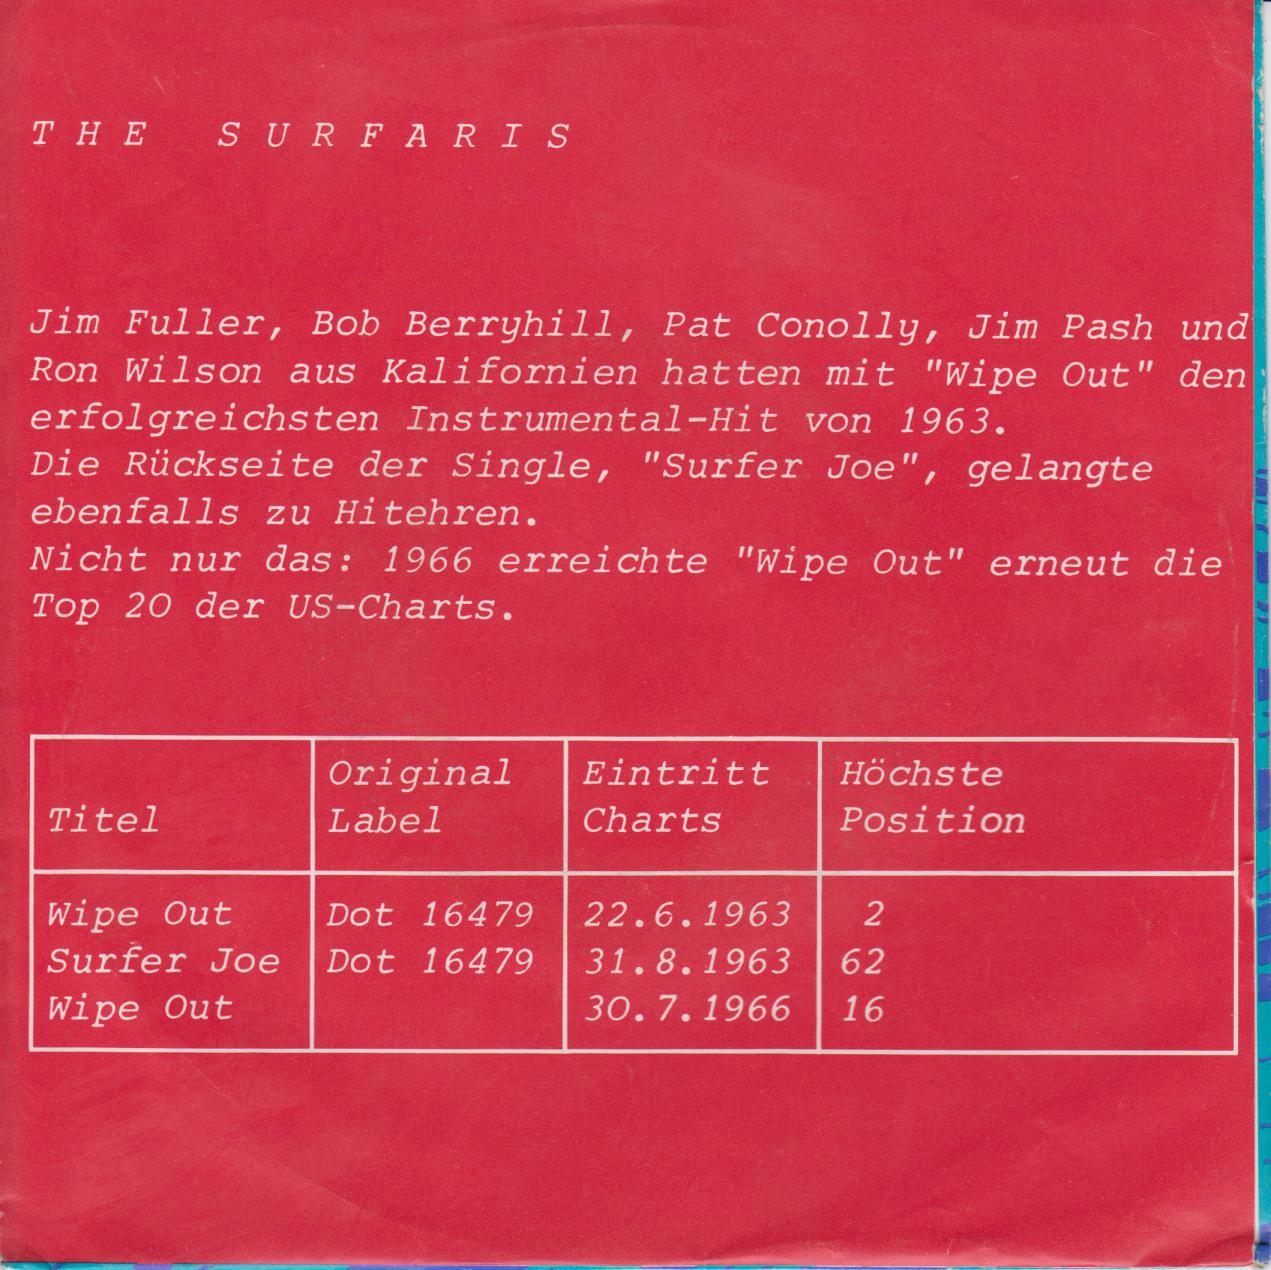 THE SURFARIS
Jim Fuller, Bob Berryhill, Pat Conolly, Jim Pash und
Ron Wilson aus Kalifornien hatten mit "Wipe Out" den
erfolgreichsten Instrumental-Hit von 1963.
Die Rückseite der Single, "Surfer Joe", gelangte
ebenfalls zu Hitehren.
Nicht nur das: 1966 erreichte "Wipe Out" erneut die
Top 20 der US-Charts.
Titel Original Label Eintritt Charts Höchste Position
Wipe Out Dot 16479 22.6.1963 2
Surfer Joe Dot 16479 31.8.1963 62
Wipe Out 30.7.1966 16